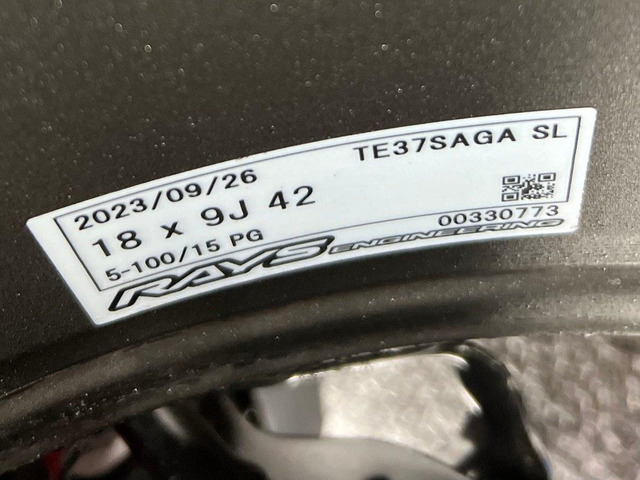 TE37SAGA SL
2023/09/26
18 x 9J 42
5-100/15 PG
00330773
RAYS ENGINEERING